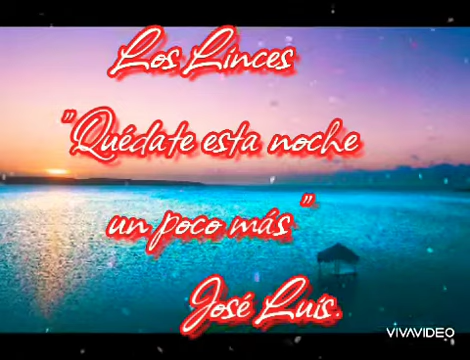 Los Linces
"Quédate esta noche
un poco más"
José Luis.
VIVAVIDEO